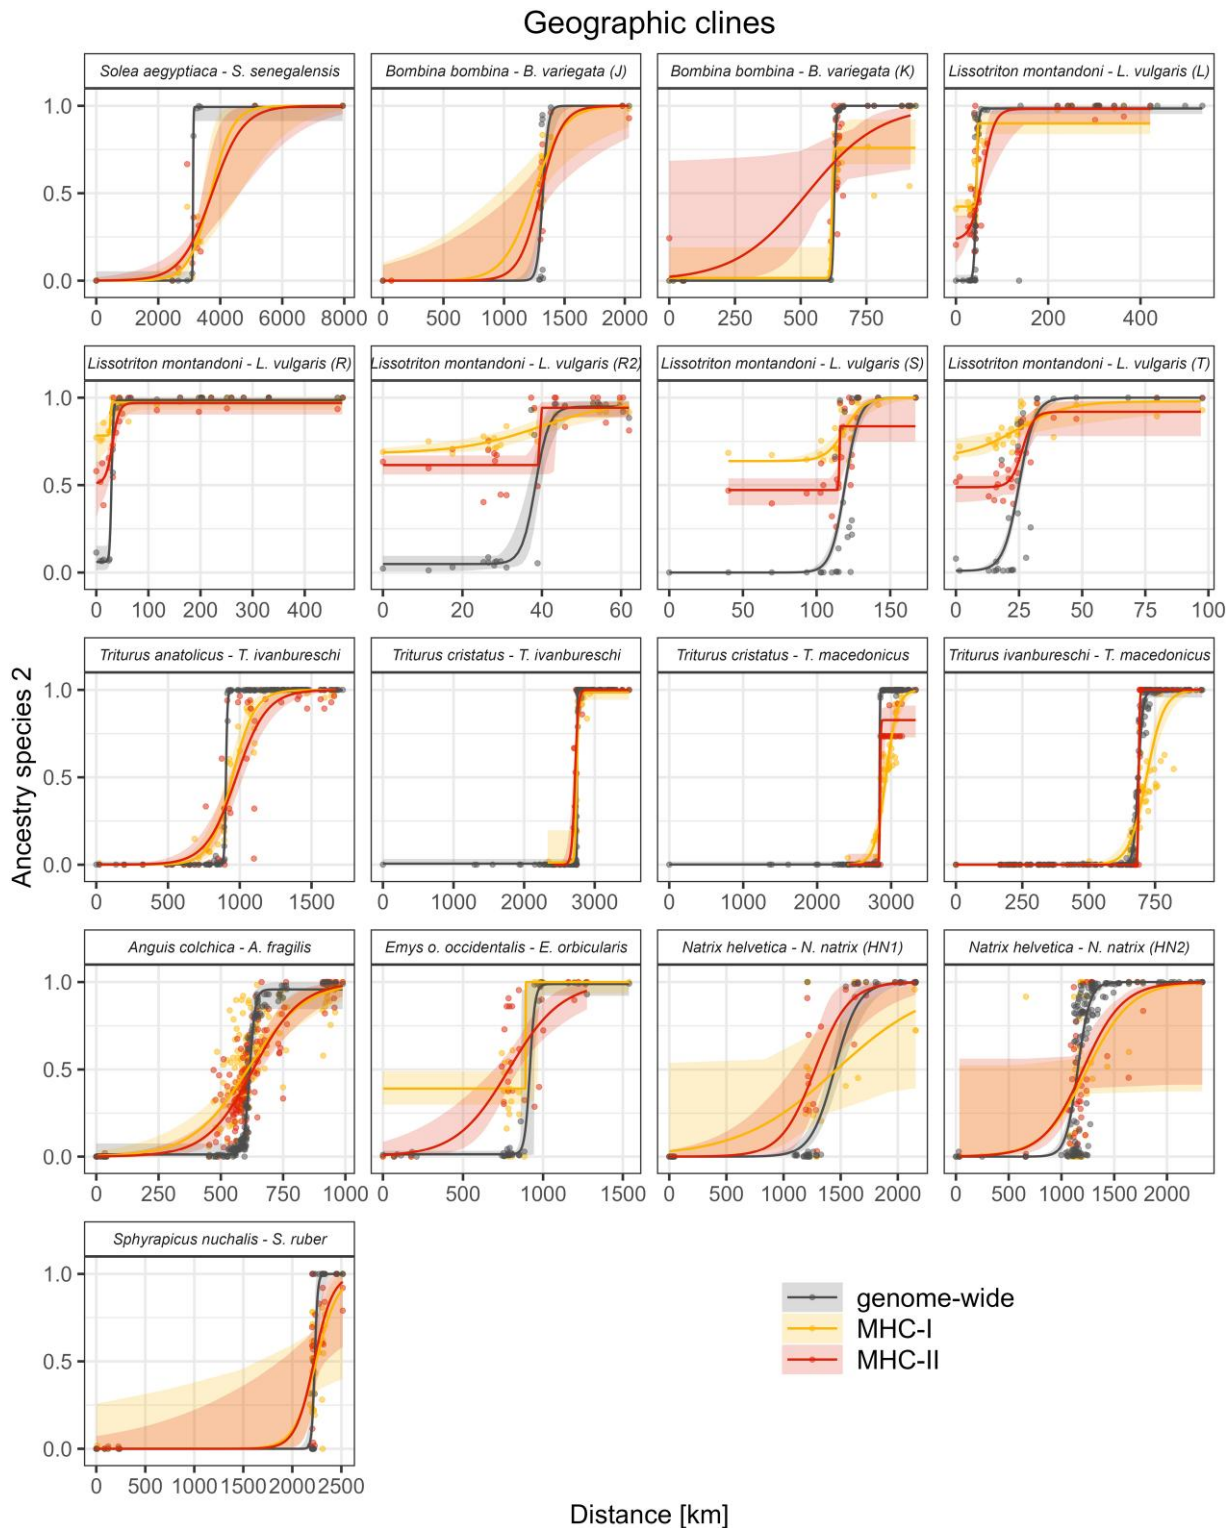 Geographic clines
Solea aegyptiaca - S. senegalensis
Bombina bombina - B. variegata (J)
Bombina bombina - B. variegata (K)
Lissotriton montandoni - L. vulgaris (L)
1.0
0.5
0.0
0 2000 4000 6000 8000
0 500 1000 1500 2000
0 250 500 750
0 200 400
Lissotriton montandoni - L. vulgaris (R)
Lissotriton montandoni - L. vulgaris (R2)
Lissotriton montandoni - L. vulgaris (S)
Lissotriton montandoni - L. vulgaris (T)
1.0
0.5
0.0
0 100 200 300 400
0 20 40 60
0 50 100 150
0 25 50 75 100
Triturus anatolicus - T. ivanbureschi
Triturus cristatus - T. ivanbureschi
Triturus cristatus - T. macedonicus
Triturus ivanbureschi - T. macedonicus
1.0
0.5
0.0
0 500 1000 1500
0 1000 2000 3000
0 1000 2000 3000
0 250 500 750
Ancestry species 2
Anguis colchica - A. fragilis
Emys o. occidentalis - E. orbicularis
Natrix helvetica - N. natrix (HN1)
Natrix helvetica - N. natrix (HN2)
1.0
0.5
0.0
0 250 500 750 1000
0 500 1000 1500
0 500 1000 1500 2000
0 500 1000 1500 2000
Sphyrapicus nuchalis - S. ruber
1.0
0.5
0.0
0 500 1000 1500 2000 2500
genome-wide
MHC-I
MHC-II
Distance [km]